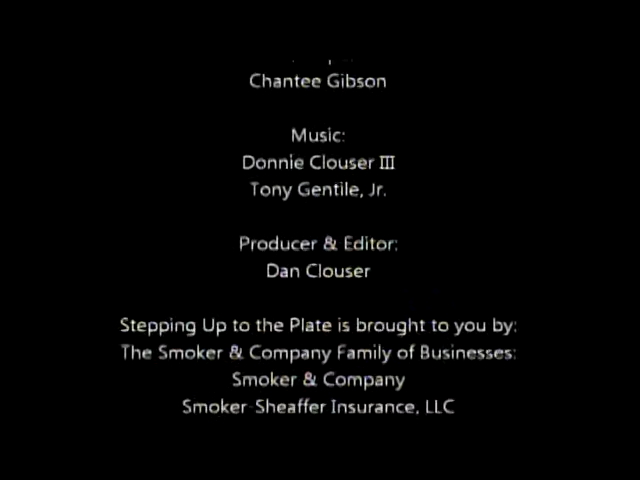 Chantee Gibson
Music:
Donnie Clouser III
Tony Gentile, Jr.
Producer & Editor:
Dan Clouser
Stepping Up to the Plate is brought to you by:
The Smoker & Company Family of Businesses:
Smoker & Company
Smoker-Sheaffer Insurance, LLC